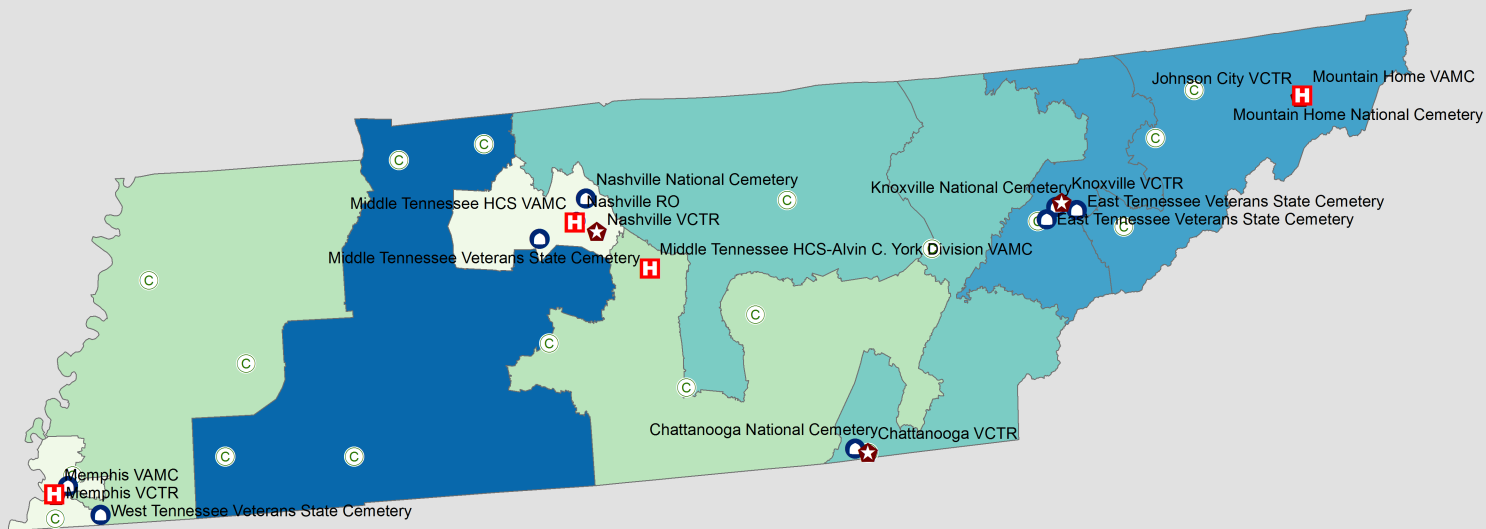 Johnson City VCTR
Mountain Home VAMC
C
H
Mountain Home National Cemetery
C
C
C
Nashville National Cemetery
Knoxville National Cemetery
Knoxville VCTR
Middle Tennessee HCS VAMC
Nashville RO
C
East Tennessee Veterans State Cemetery
H
Nashville VCTR
C
East Tennessee Veterans State Cemetery
C
Middle Tennessee Veterans State Cemetery
Middle Tennessee HCS-Alvin C. York Division VAMC
C
H
C
C
C
C
C
Chattanooga National Cemetery
Chattanooga VCTR
C
C
Memphis VAMC
H
Memphis VCTR
West Tennessee Veterans State Cemetery
C